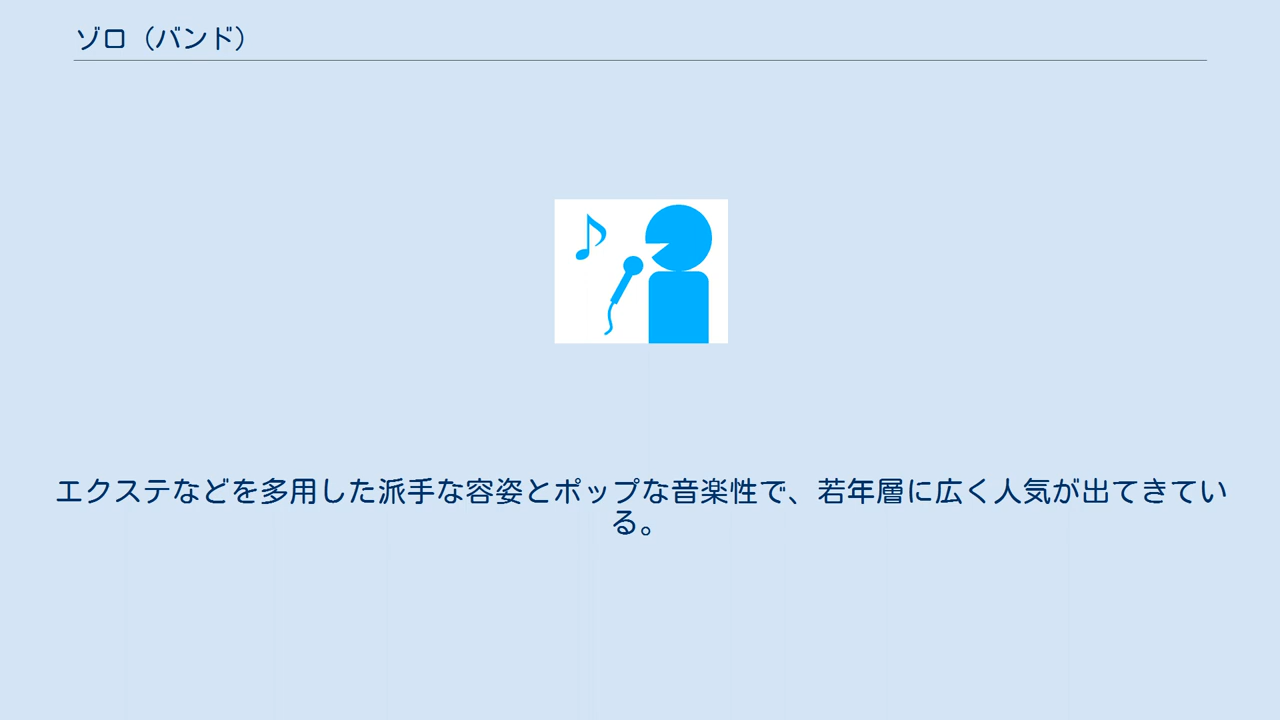 ゾロ（バンド）
エクステなどを多用した派手な容姿とポップな音楽性で、若年層に広く人気が出てきてい
る。